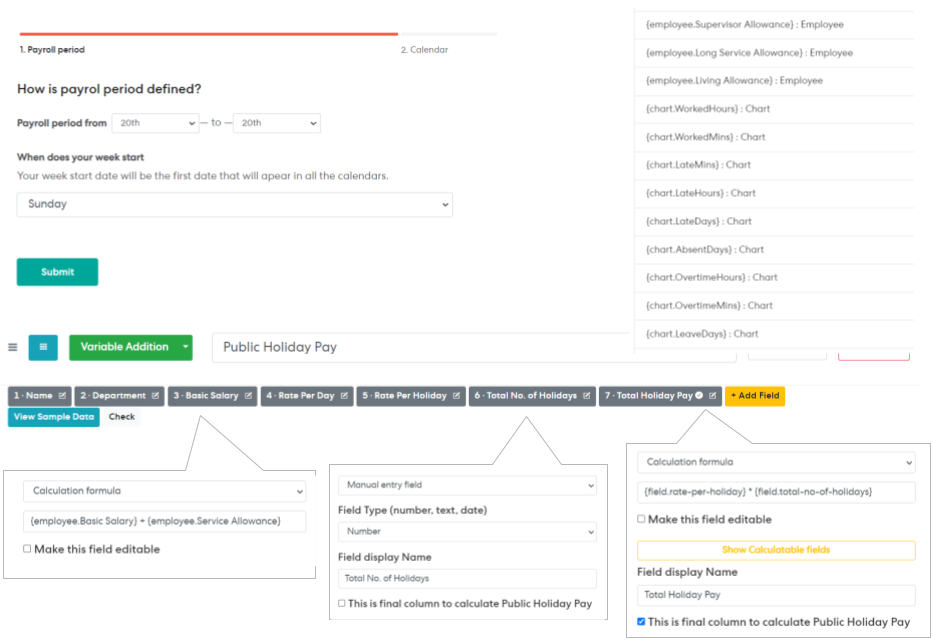 1. Payroll period
2. Calendar
How is payrol period defined?
Payroll period from 20th — to — 20th
When does your week start
Your week start date will be the first date that will apear in all the calendars.
Sunday
Submit
{employee.Supervisor Allowance} : Employee
{employee.Long Service Allowance} : Employee
{employee.Living Allowance} : Employee
{chart.WorkedHours} : Chart
{chart.WorkedMins} : Chart
{chart.LateMins} : Chart
{chart.LateHours} : Chart
{chart.LateDays} : Chart
{chart.AbsentDays} : Chart
{chart.OvertimeHours} : Chart
{chart.OvertimeMins} : Chart
{chart.LeaveDays} : Chart
Variable Addition
Public Holiday Pay
1 - Name 2 - Department 3 - Basic Salary 4 - Rate Per Day 5 - Rate Per Holiday 6 - Total No. of Holidays 7 - Total Holiday Pay + Add Field
View Sample Data Check
Calculation formula
{employee.Basic Salary} + {employee.Service Allowance}
Make this field editable
Manual entry field
Field Type (number, text, date)
Number
Field display Name
Total No. of Holidays
This is final column to calculate Public Holiday Pay
Calculation formula
{field.rate-per-holiday} * {field.total-no-of-holidays}
Make this field editable
Show Calculatable fields
Field display Name
Total Holiday Pay
This is final column to calculate Public Holiday Pay